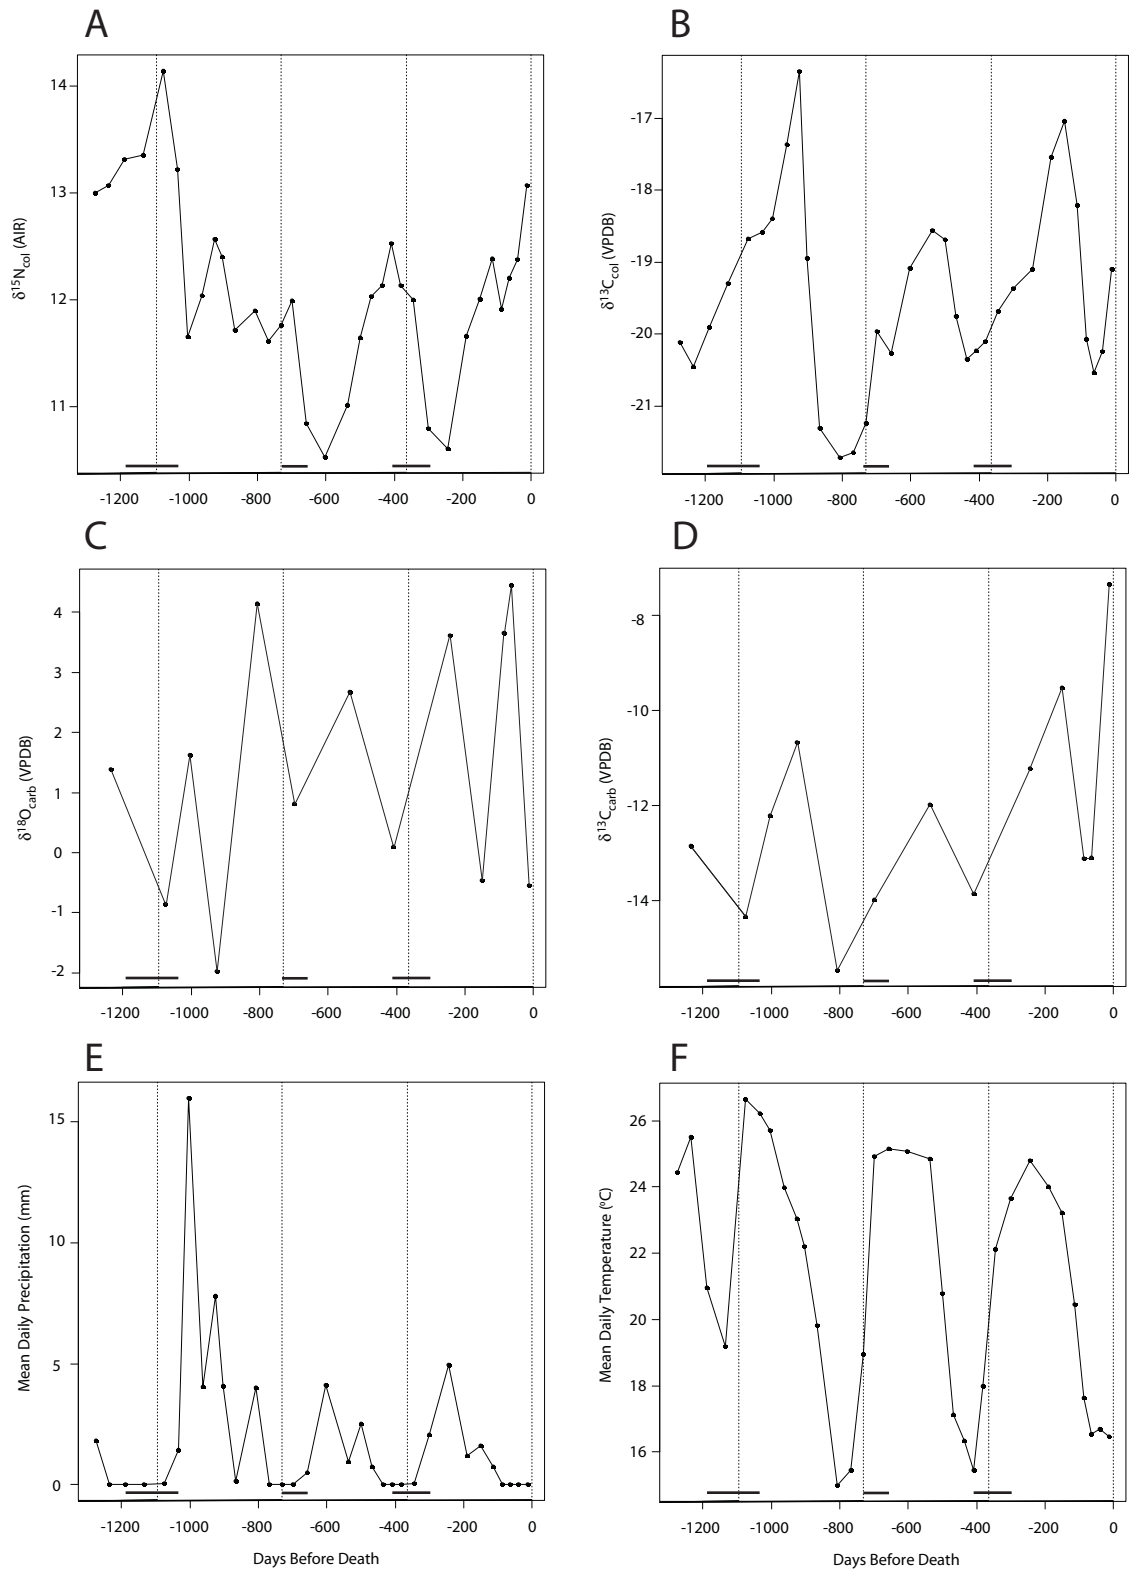 A
δ15Ncol (AIR)
14
13
12
11
-1200 -1000 -800 -600 -400 -200 0
B
δ13Ccol (VPDB)
-17
-18
-19
-20
-21
-1200 -1000 -800 -600 -400 -200 0
C
δ18Ocarb (VPDB)
4
3
2
1
0
-1
-2
-1200 -1000 -800 -600 -400 -200 0
D
δ13Ccarb (VPDB)
-8
-10
-12
-14
-1200 -1000 -800 -600 -400 -200 0
E
Mean Daily Precipitation (mm)
15
10
5
0
-1200 -1000 -800 -600 -400 -200 0
Days Before Death
F
Mean Daily Temperature (ºC)
26
24
22
20
18
16
-1200 -1000 -800 -600 -400 -200 0
Days Before Death